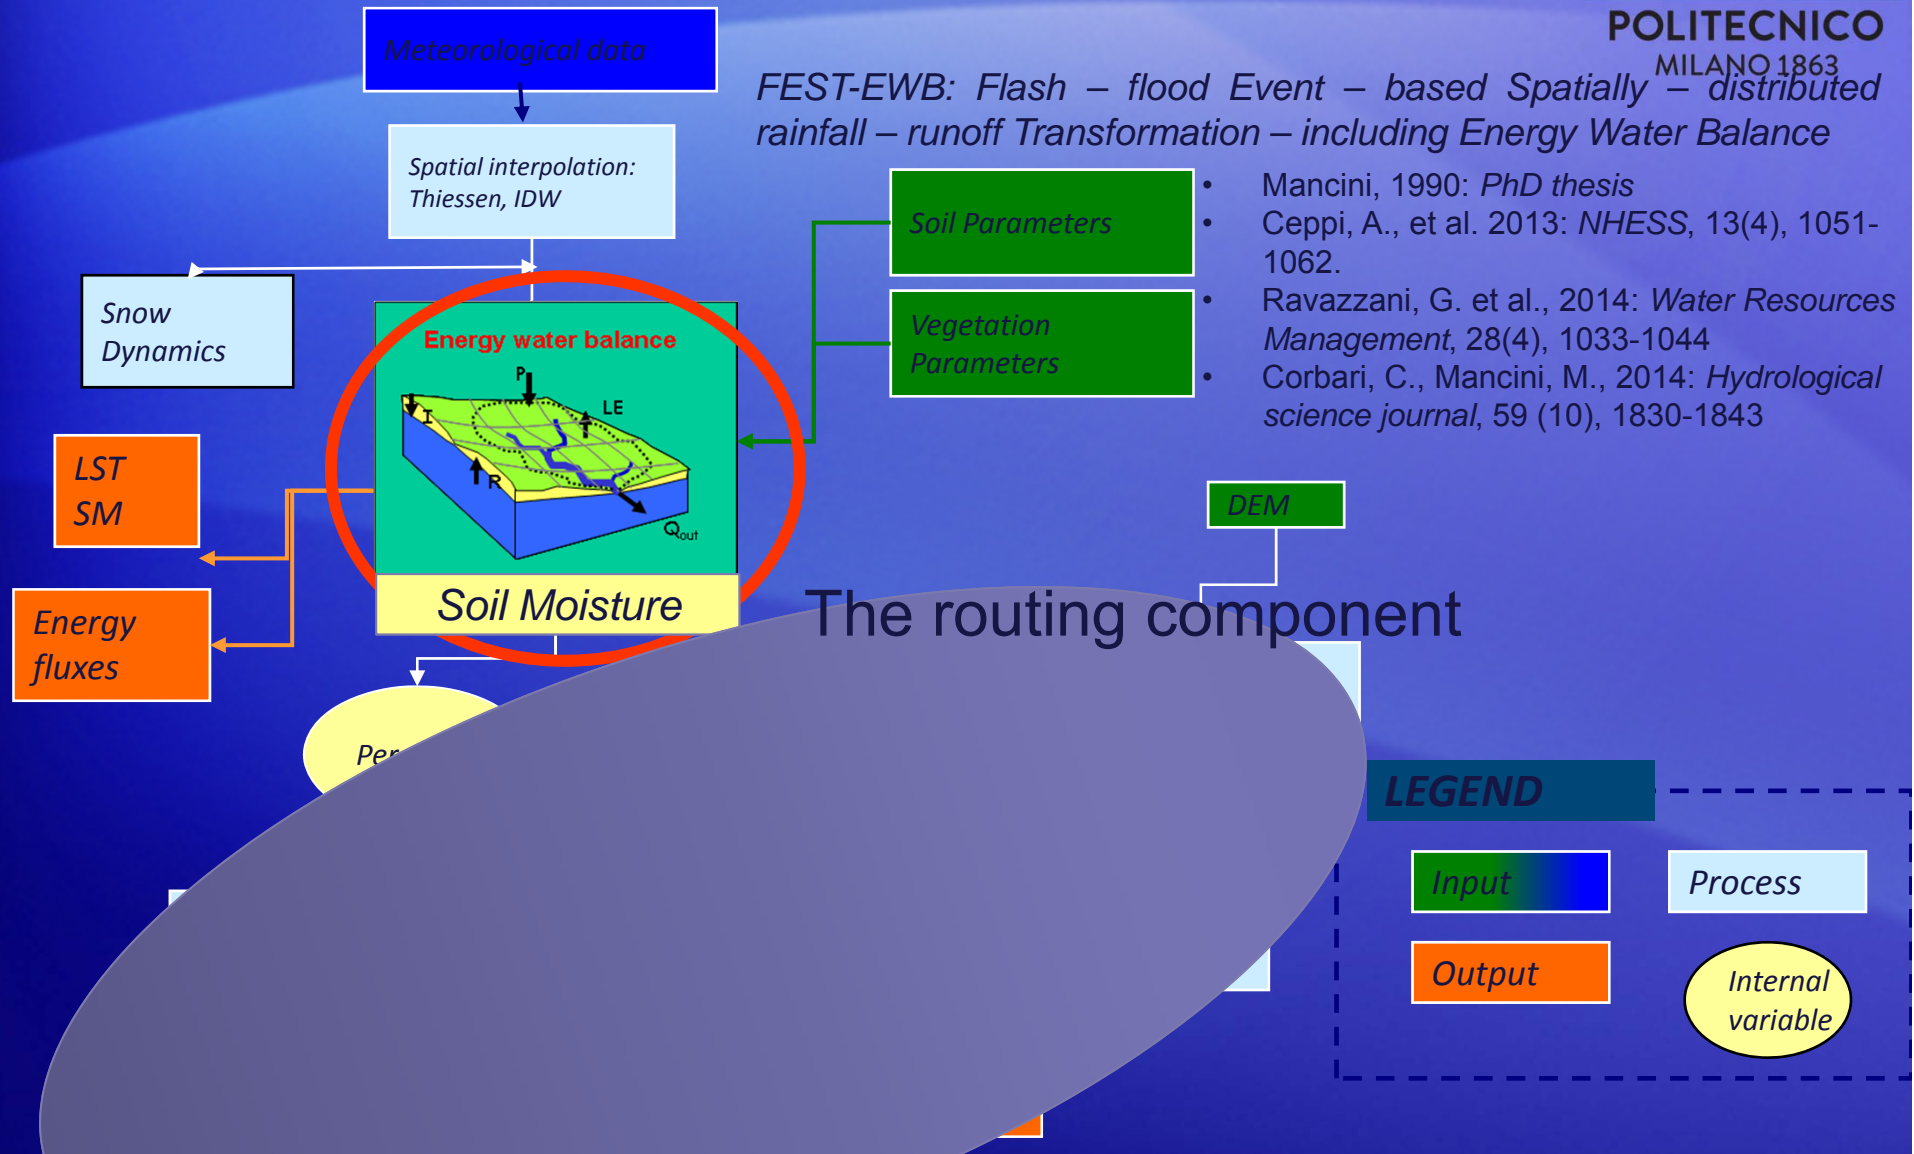 POLITECNICO
MILANO 1863
Meteorological data
FEST-EWB: Flash – flood Event – based Spatially – distributed
rainfall – runoff Transformation – including Energy Water Balance
Spatial interpolation:
Thiessen, IDW
Soil Parameters
Vegetation
Parameters
• Mancini, 1990: PhD thesis
• Ceppi, A., et al. 2013: NHESS, 13(4), 1051-
1062.
• Ravazzani, G. et al., 2014: Water Resources
Management, 28(4), 1033-1044
• Corbari, C., Mancini, M., 2014: Hydrological
science journal, 59 (10), 1830-1843
Snow
Dynamics
Energy water balance
P
LE
I
R
Qout
Soil Moisture
LST
SM
Energy
fluxes
DEM
The routing component
LEGEND
Input
Process
Output
Internal
variable